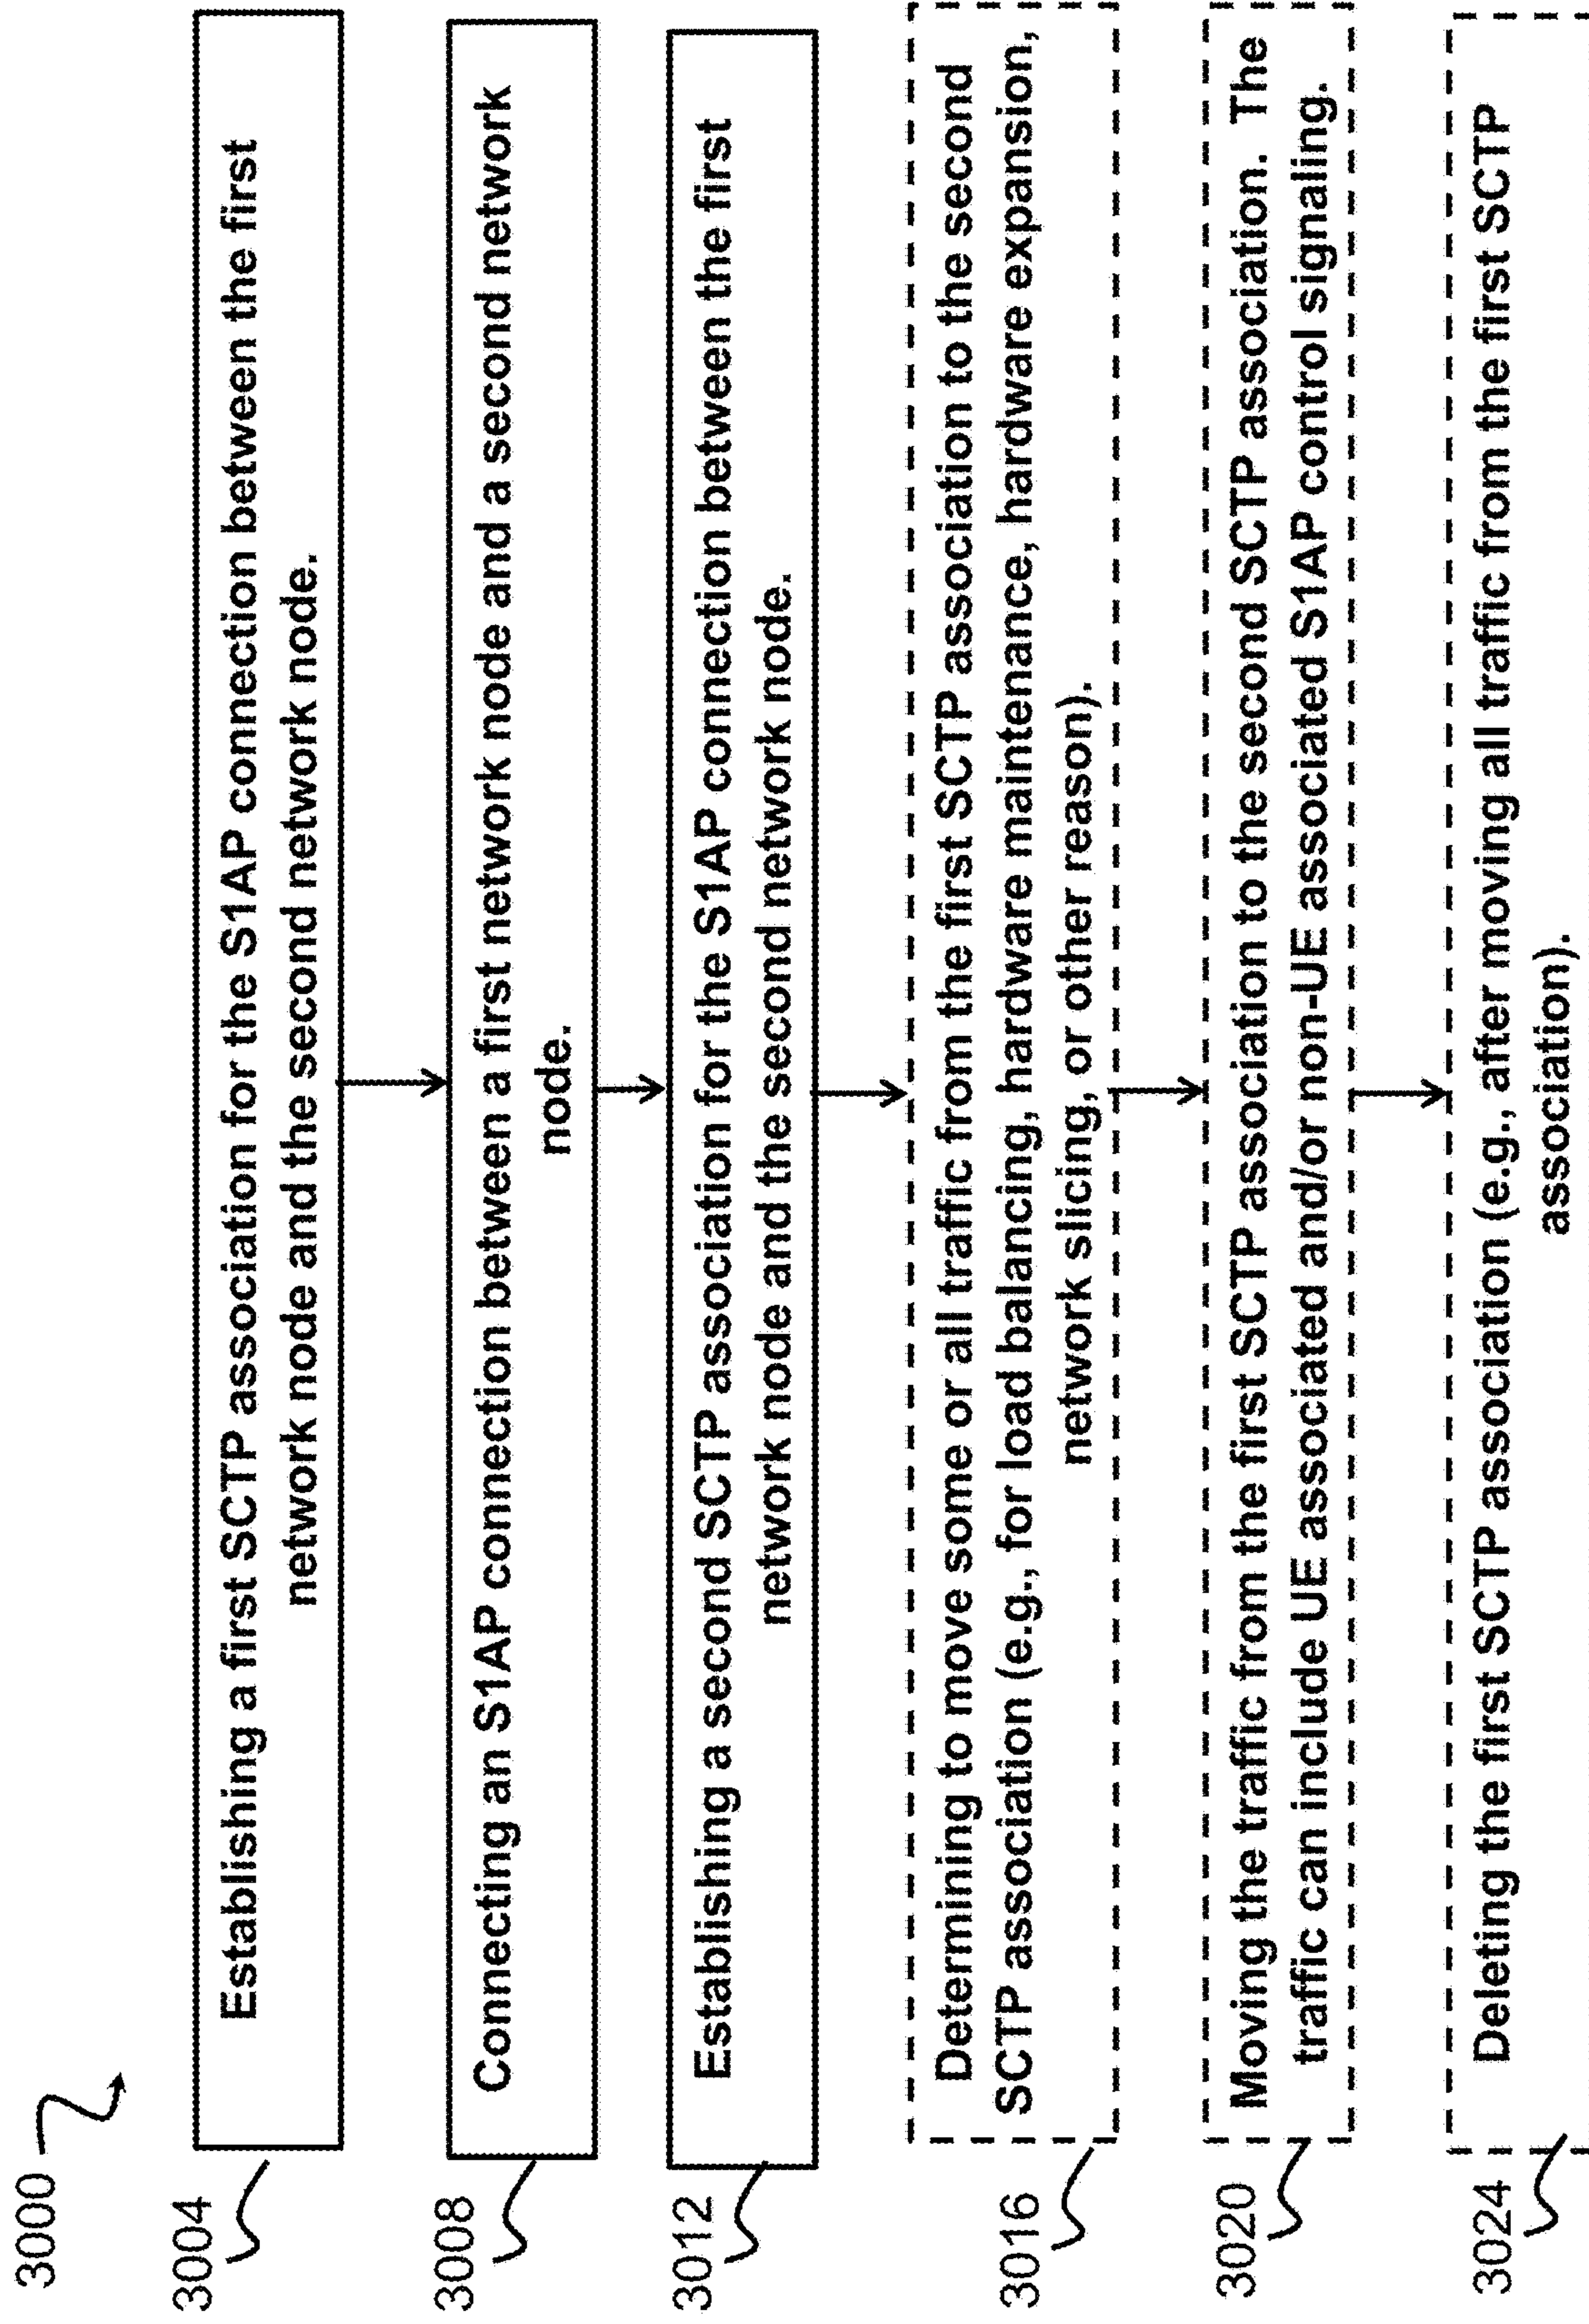 3000
3004
Establishing a first SCTP association for the S1AP connection between the first
network node and the second network node.
3008
Connecting an S1AP connection between a first network node and a second network
node.
3012
Establishing a second SCTP association for the S1AP connection between the first
network node and the second network node.
3016
Determining to move some or all traffic from the first SCTP association to the second
SCTP association (e.g., for load balancing, hardware maintenance, hardware expansion,
network slicing, or other reason).
3020
Moving the traffic from the first SCTP association to the second SCTP association. The
traffic can include UE associated and/or non-UE associated S1AP control signaling.
3024
Deleting the first SCTP association (e.g., after moving all traffic from the first SCTP
association).